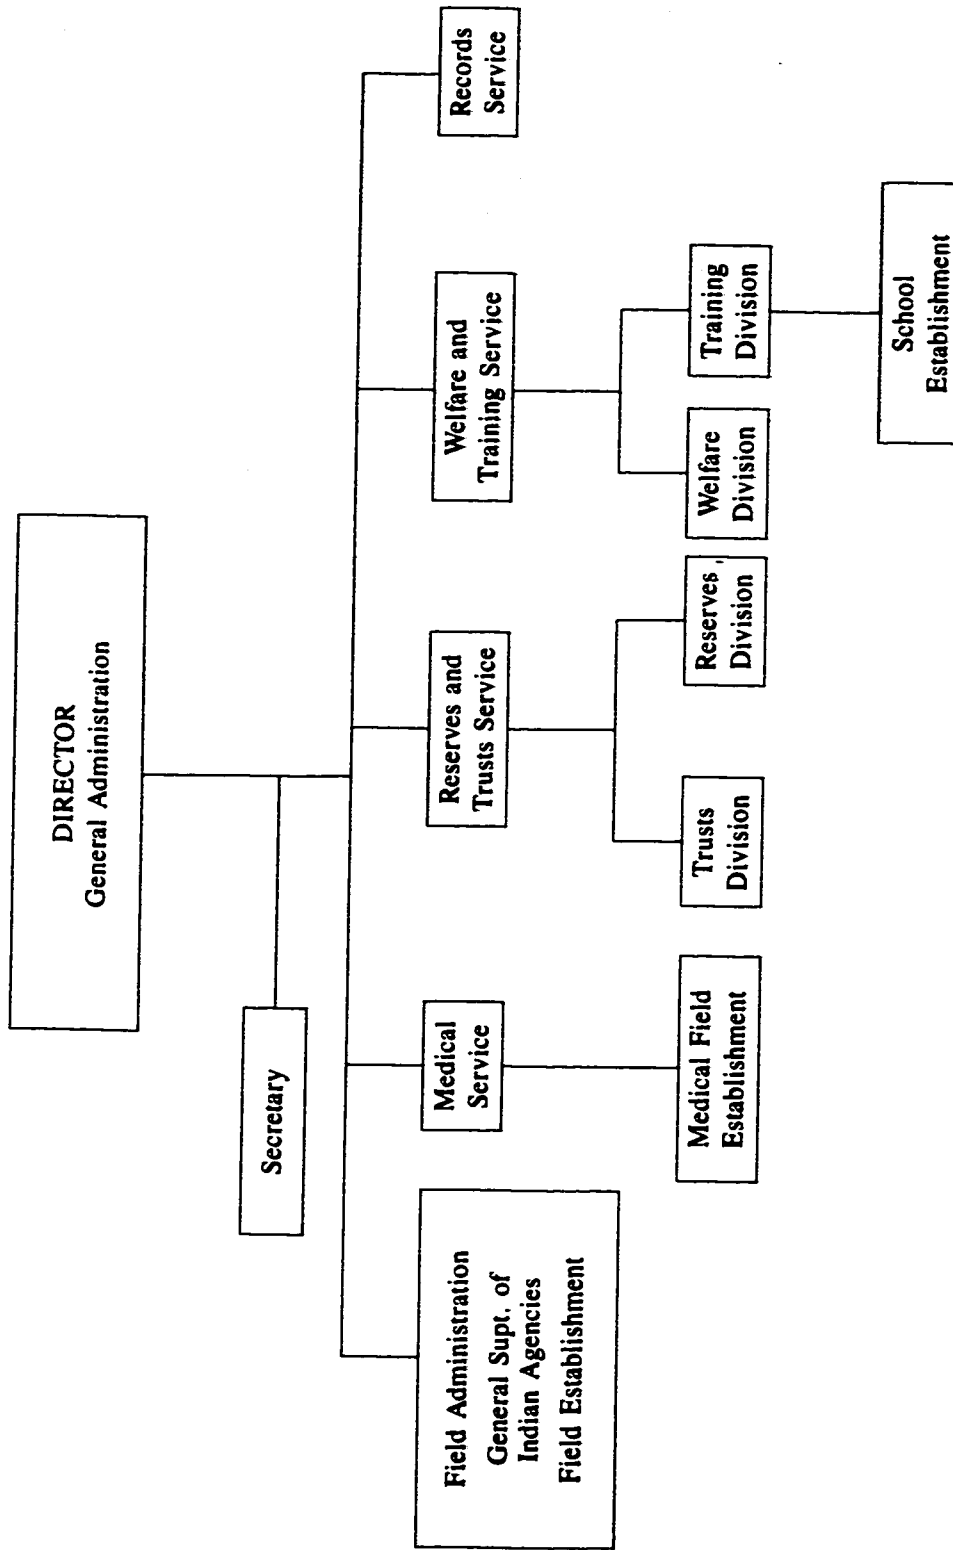 DIRECTOR
General Administration
Secretary
Field Administration
General Supt. of
Indian Agencies
Field Establishment
Medical
Service
Reserves and
Trusts Service
Welfare and
Training Service
Records
Service
Medical Field
Establishment
Trusts
Division
Reserves
Division
Welfare
Division
Training
Division
School
Establishment